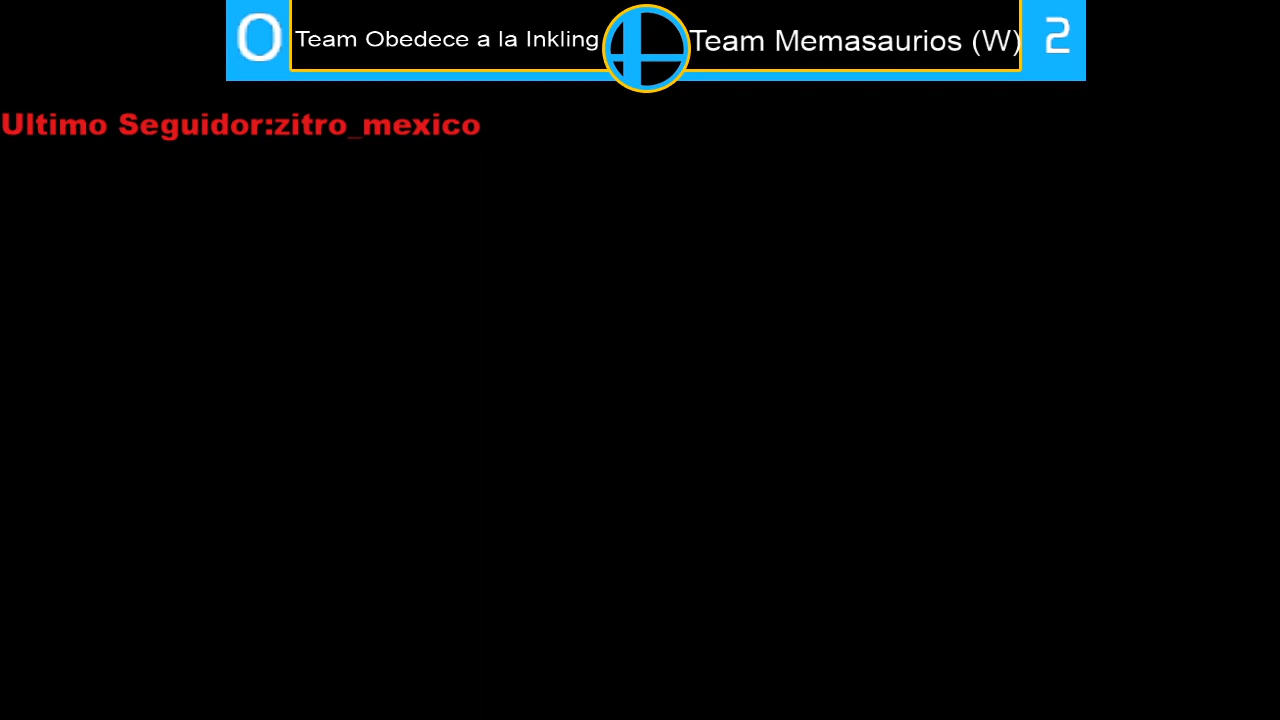 0 Team Obedece a la Inkling Team Memasaurios (W) 2
Ultimo Seguidor:zitro_mexico